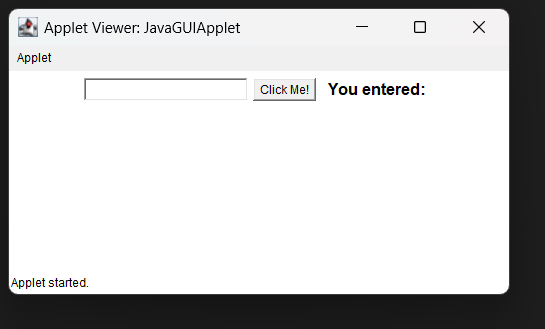 Applet Viewer: JavaGUIApplet
Applet
Click Me! You entered:
Applet started.